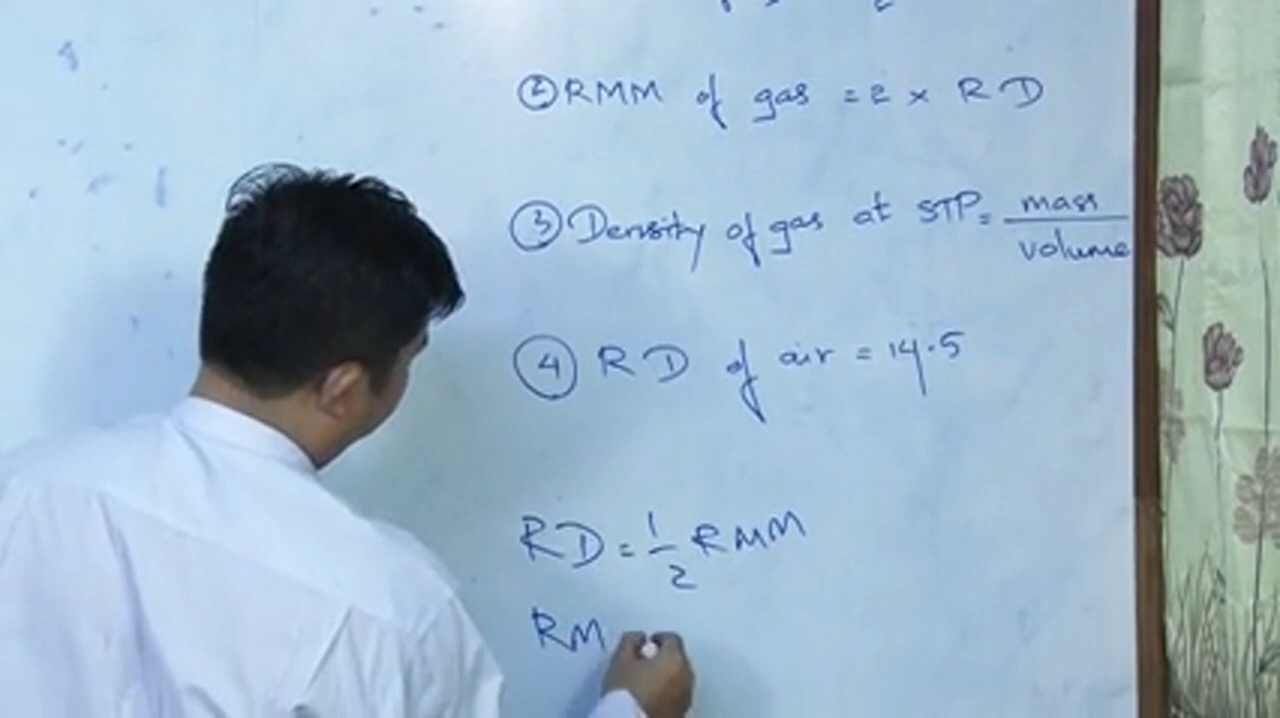 ② RMM of gas = 2 × RD
③ Density of gas at STP = mass / volume
④ RD of air = 14.5
RD = 1/2 RMM
RM